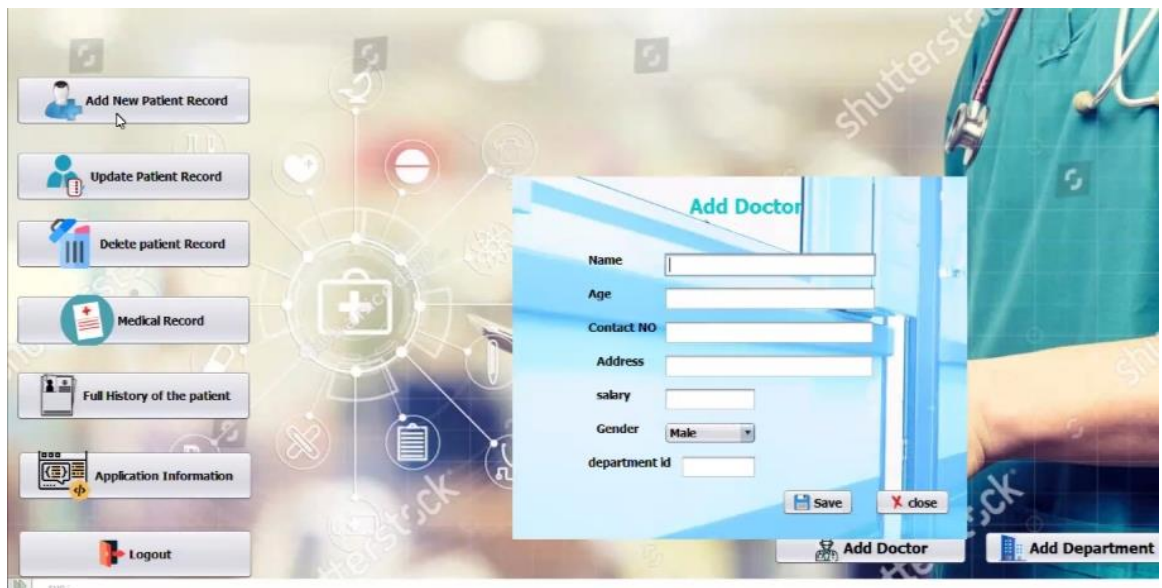 Add New Patient Record
Update Patient Record
Delete patient Record
Medical Record
Full History of the patient
Application Information
Logout
Add Doctor
Name
Age
Contact NO
Address
salary
Gender
Male
department id
Save
close
Add Doctor
Add Department
shutterstock